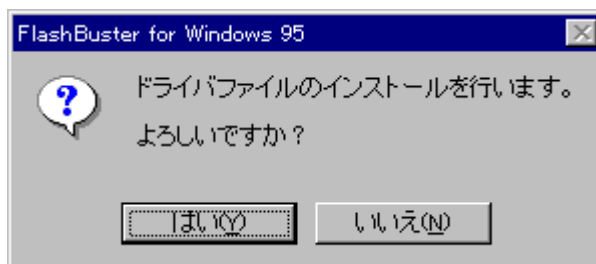 FlashBuster for Windows 95
ドライバファイルのインストールを行います。
よろしいですか？
はい(Y)
いいえ(N)